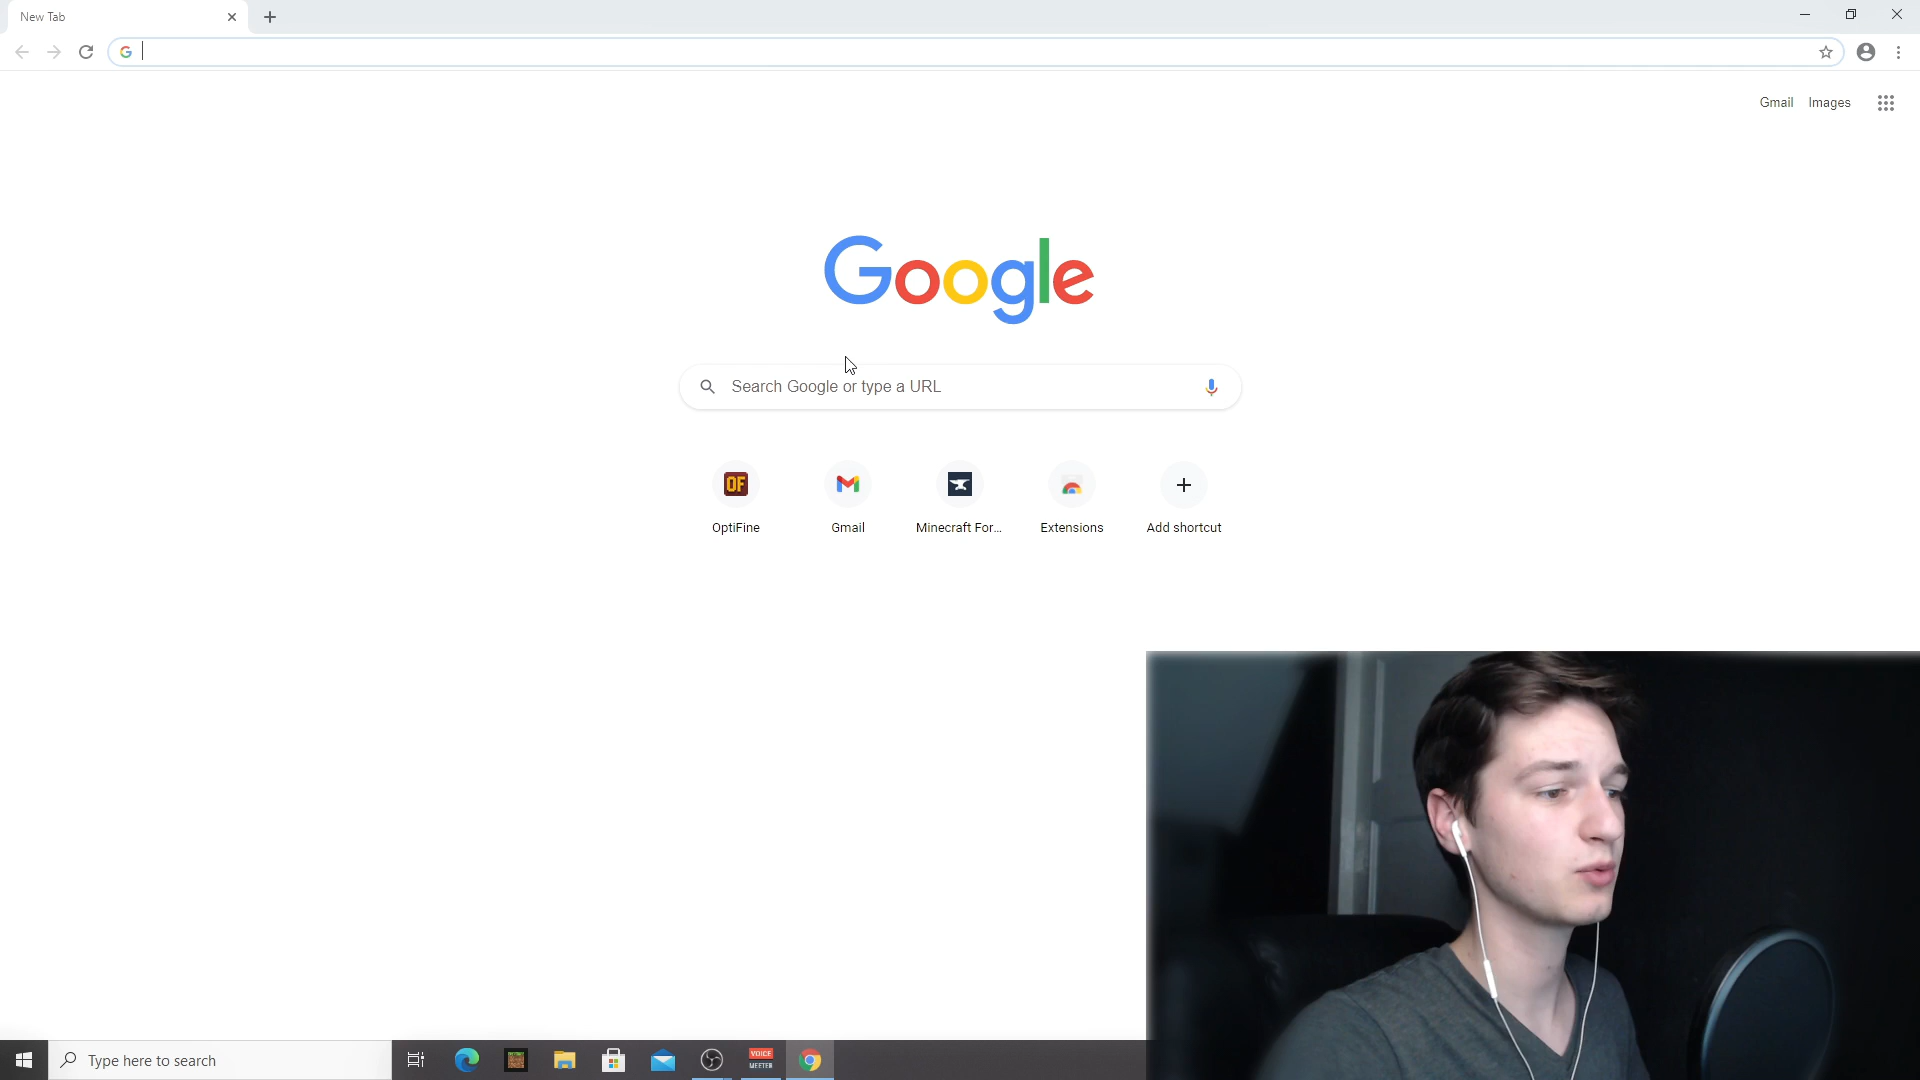 New Tab
Gmail Images
Google
Search Google or type a URL
OF
OptiFine
Gmail
Minecraft For...
Extensions
Add shortcut
Type here to search
VOICE
MEETER